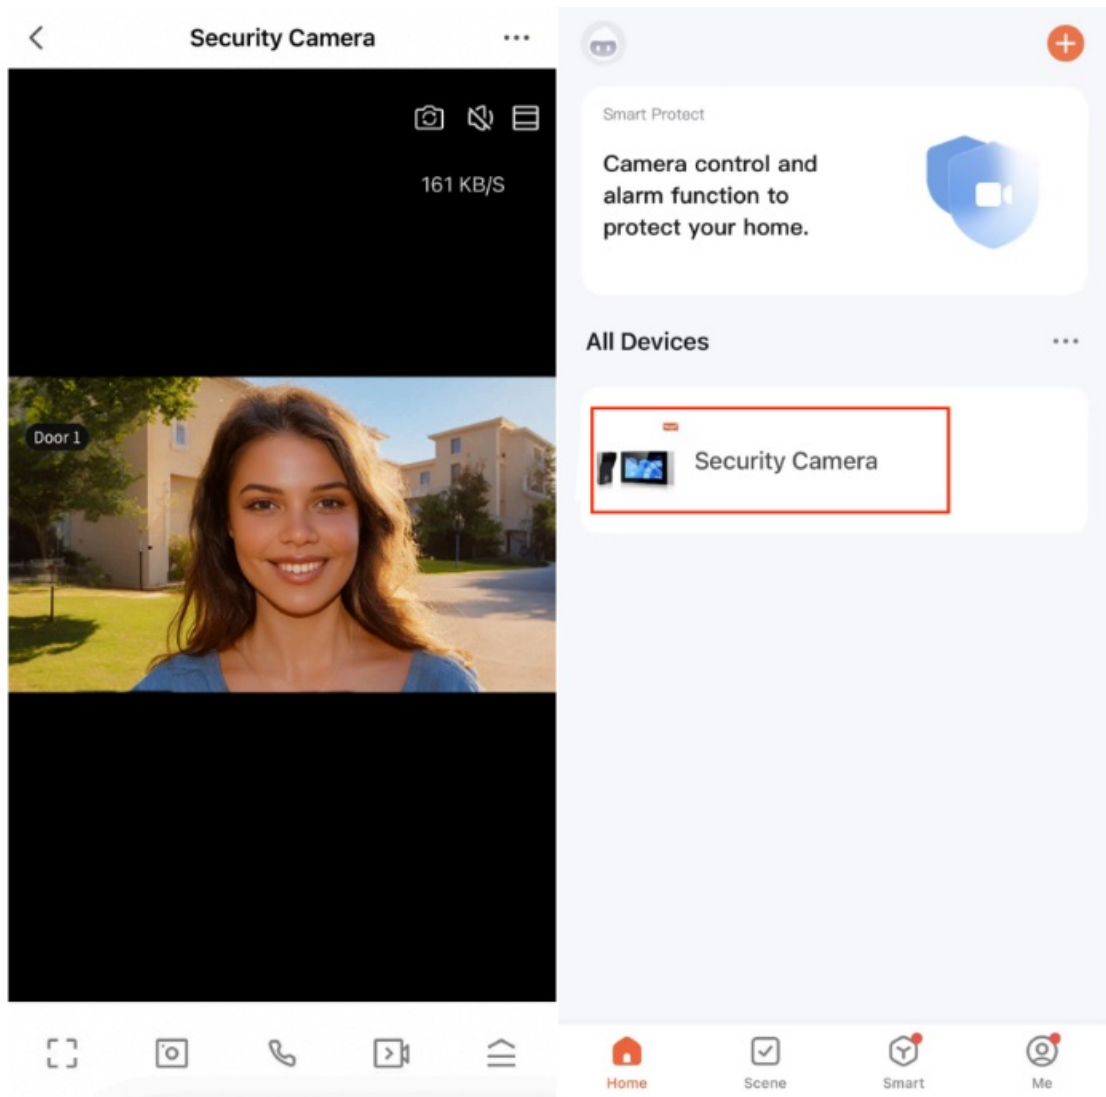 Security Camera
161 KB/S
Door 1
Smart Protect
Camera control and
alarm function to
protect your home.
All Devices
Security Camera
Home
Scene
Smart
Me